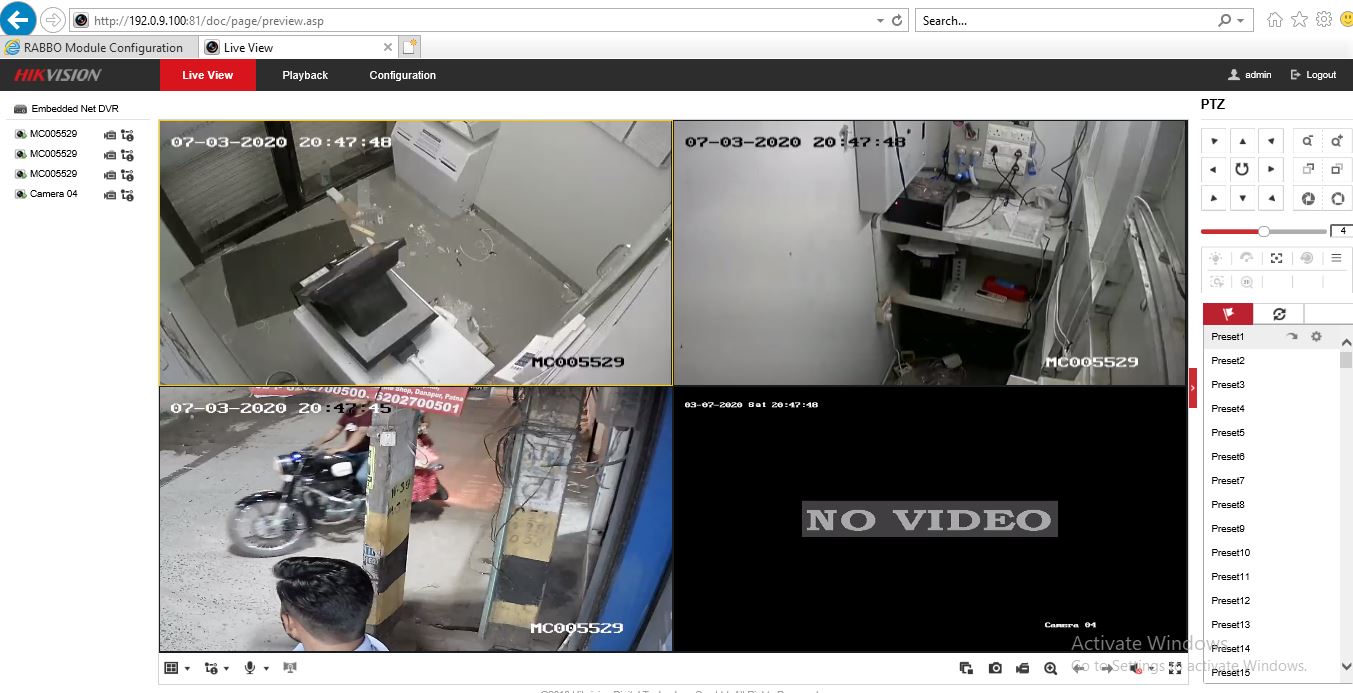 http://192.0.9.100:81/doc/page/preview.asp
Search...
RABBO Module Configuration
Live View
HIKVISION
Live View
Playback
Configuration
admin
Logout
Embedded Net DVR
MC005529
MC005529
MC005529
Camera 04
07-03-2020 20:47:48
MC005529
07-03-2020 20:47:48
MC005529
6202700500,
Shop, Danapur, Patna
6202700501
07-03-2020 20:47:45
MC005529
03-07-2020 Sat 20:47:48
NO VIDEO
Camera 04
PTZ
4
Preset1
Preset2
Preset3
Preset4
Preset5
Preset6
Preset7
Preset8
Preset9
Preset10
Preset11
Preset12
Preset13
Preset14
Preset15
Activate Windows
Go to Settings to activate Windows.